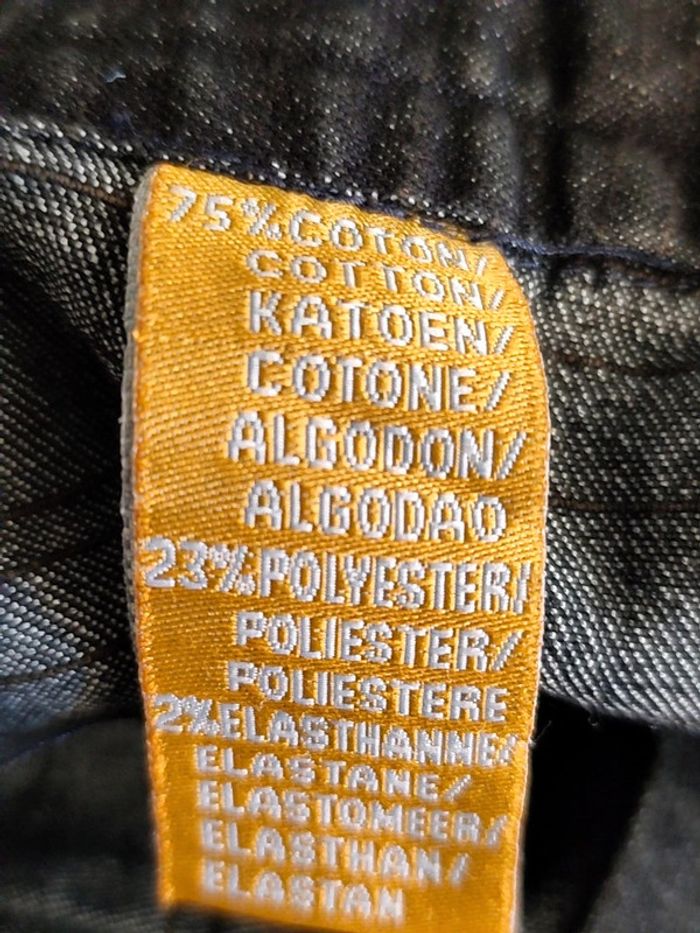 75%COTON/
COTTON/
KATOEN/
COTONE/
ALGODON/
ALGODAO
23%POLYESTER/
POLIESTER/
POLIESTERE
2%ELASTHANNE/
ELASTANE/
ELASTOMEER/
ELASTHAN/
ELASTAN